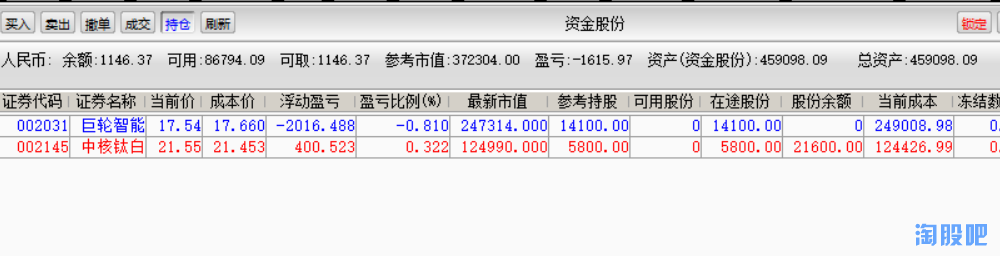 买入 卖出 撤单 成交 持仓 刷新 资金股份 锁定
人民币: 余额:1146.37 可用:86794.09 可取:1146.37 参考市值:372304.00 盈亏:-1615.97 资产(资金股份):459098.09 总资产:459098.09
证券代码 证券名称 当前价 成本价 浮动盈亏 盈亏比例(%) 最新市值 参考持股 可用股份 在途股份 股份余额 当前成本 冻结数
002031 巨轮智能 17.54 17.660 -2016.488 -0.810 247314.000 14100.00 0 14100.00 0 249008.98 0.
002145 中核钛白 21.55 21.453 400.523 0.322 124990.000 5800.00 0 5800.00 21600.00 124426.99 0.
淘股吧